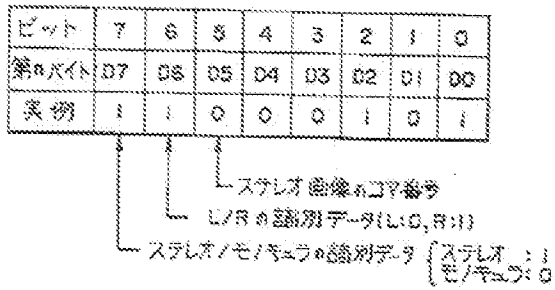 ビット 7 6 5 4 3 2 1 0
第nバイト D7 D6 D5 D4 D3 D2 D1 D0
実例 1 1 0 0 0 1 0 1
ステレオ画像のコマ番号
L/Rの識別データ(L:0, R:1)
ステレオ/モノキュラの識別データ {ステレオ : 1
モノキュラ: 0